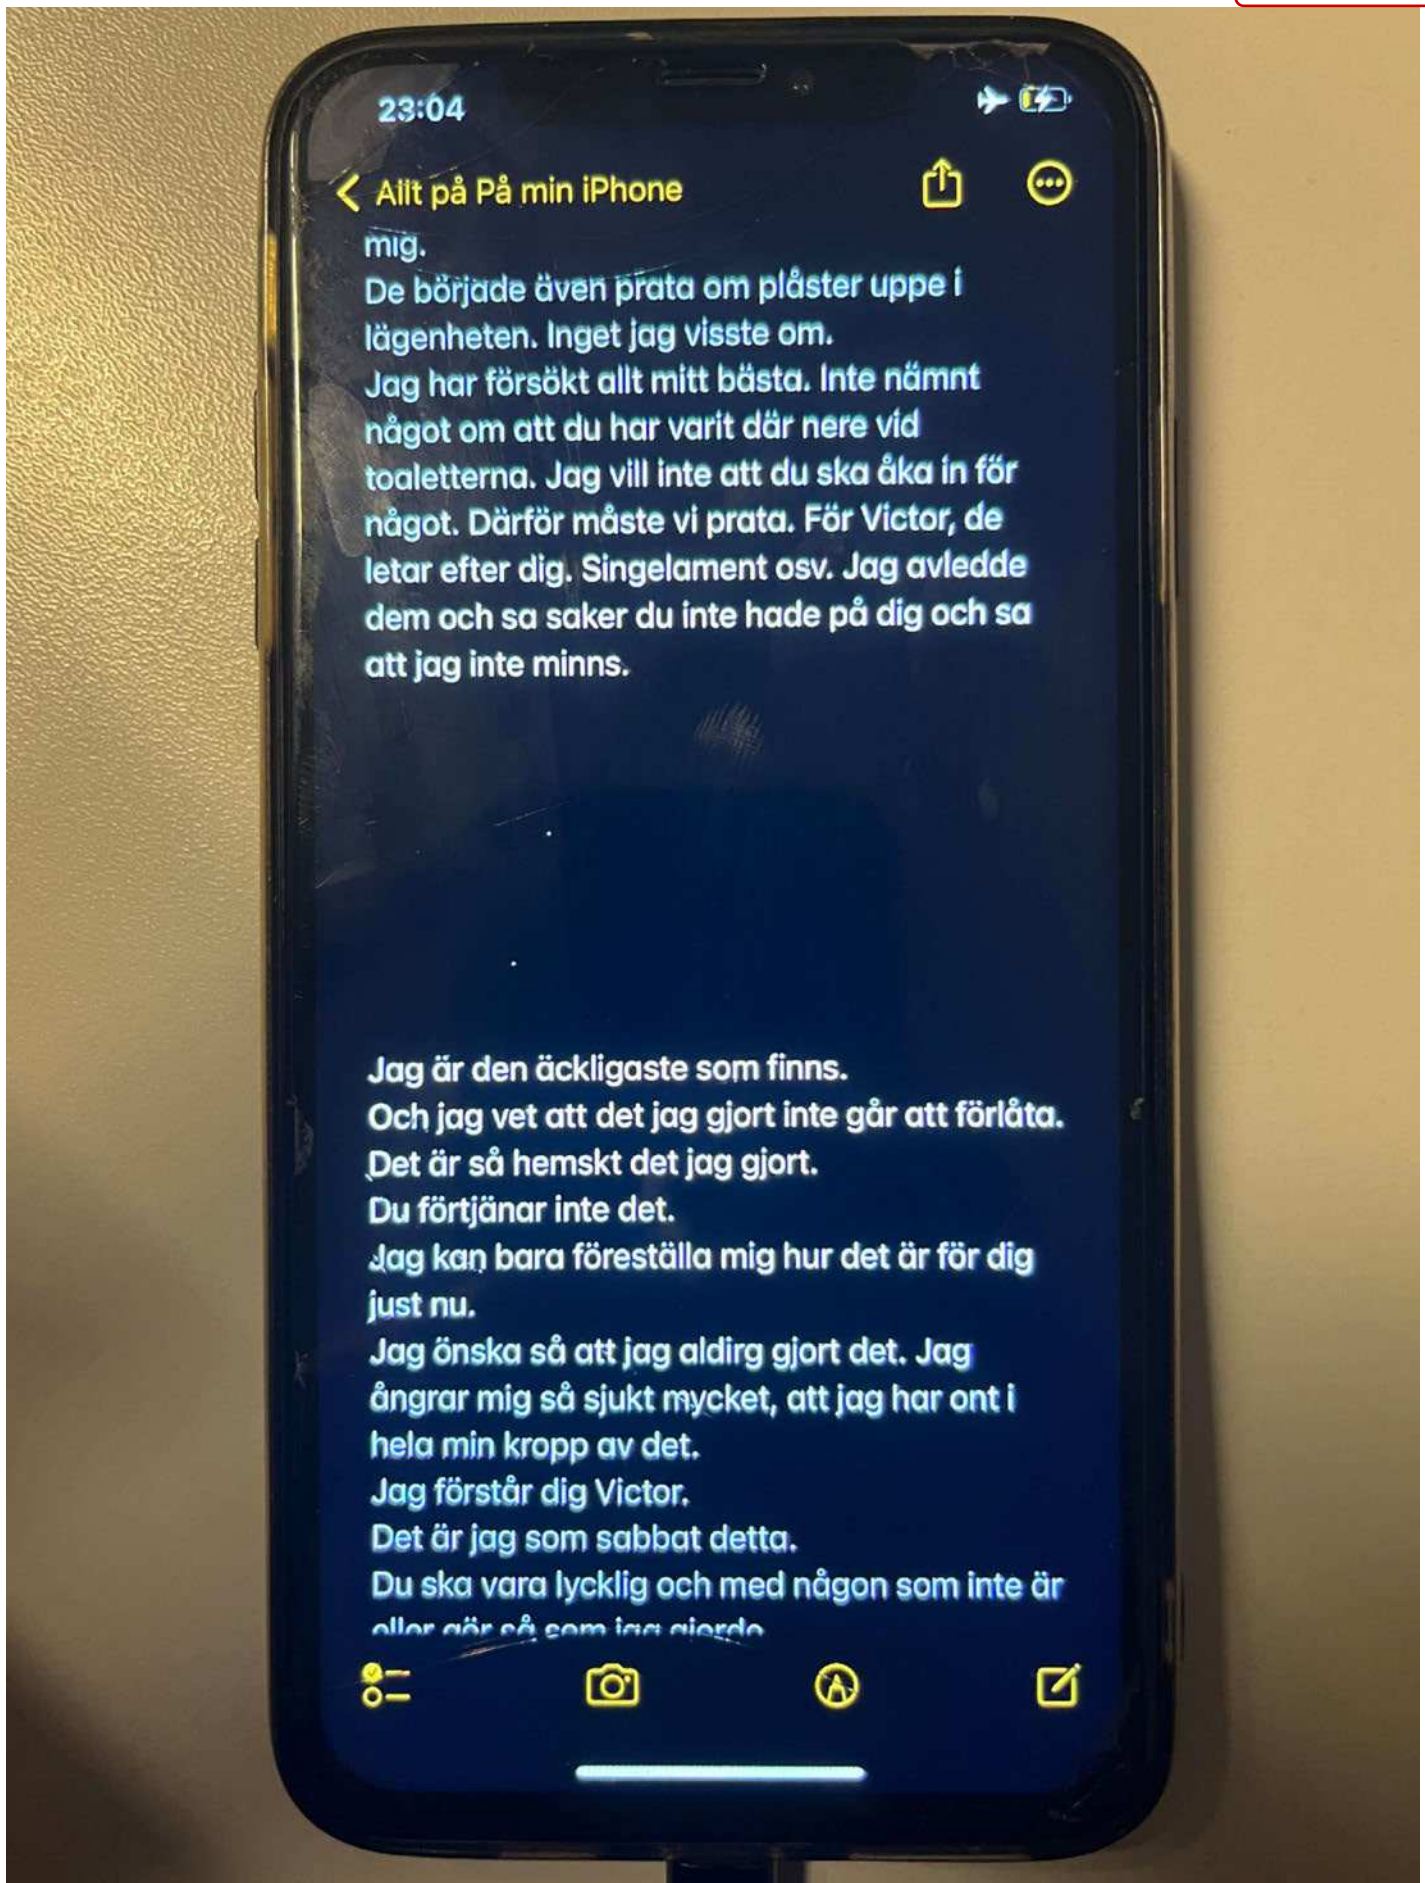 23:04
Allt på På min iPhone
mig.
De började även prata om plåster uppe i
lägenheten. Inget jag visste om.
Jag har försökt allt mitt bästa. Inte nämnt
något om att du har varit där nere vid
toaletterna. Jag vill inte att du ska åka in för
något. Därför måste vi prata. För Victor, de
letar efter dig. Singelament osv. Jag avledde
dem och sa saker du inte hade på dig och sa
att jag inte minns.
Jag är den äckligaste som finns.
Och jag vet att det jag gjort inte går att förlåta.
Det är så hemskt det jag gjort.
Du förtjänar inte det.
Jag kan bara föreställa mig hur det är för dig
just nu.
Jag önska så att jag aldirg gjort det. Jag
ångrar mig så sjukt mycket, att jag har ont i
hela min kropp av det.
Jag förstår dig Victor.
Det är jag som sabbat detta.
Du ska vara lycklig och med någon som inte är
eller gör så som jag gjorde